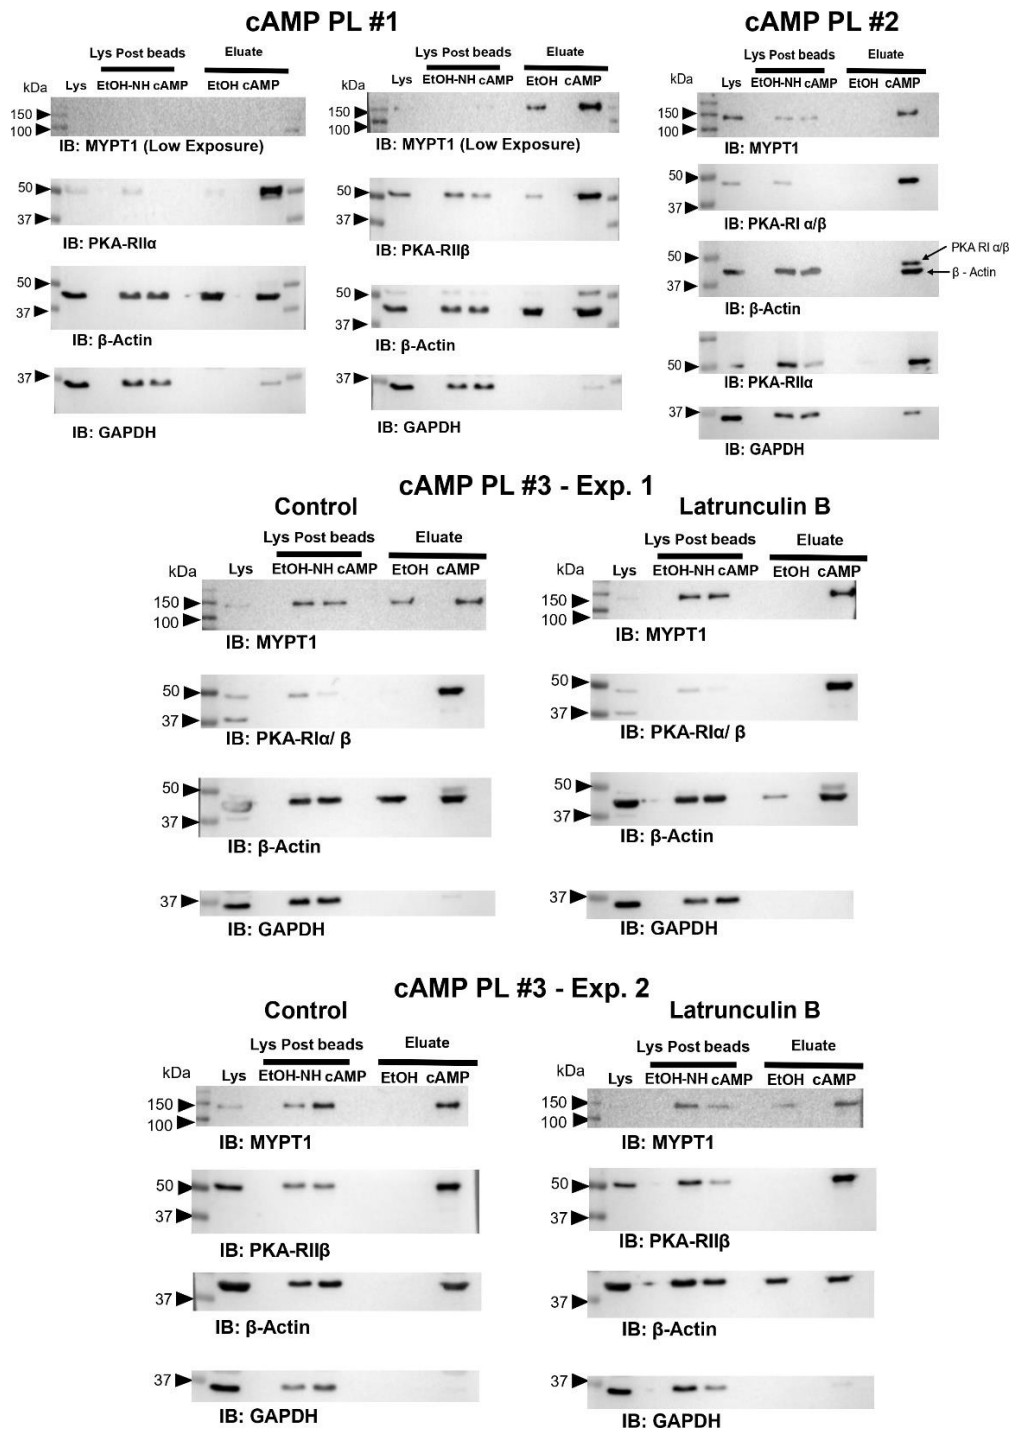 cAMP PL #1
Lys Post beads Eluate
kDa Lys EtOH-NH cAMP EtOH cAMP
150
100
IB: MYPT1 (Low Exposure)
50
37
IB: PKA-RIIα
50
37
IB: β-Actin
37
IB: GAPDH
Lys Post beads Eluate
kDa Lys EtOH-NH cAMP EtOH cAMP
150
100
IB: MYPT1 (Low Exposure)
50
37
IB: PKA-RIIβ
50
37
IB: β-Actin
37
IB: GAPDH
cAMP PL #2
Lys Post beads Eluate
kDa Lys EtOH-NH cAMP EtOH cAMP
150
100
IB: MYPT1
50
37
IB: PKA-RI α/β
50
37
PKA RI α/β
β - Actin
IB: β-Actin
50
IB: PKA-RIIα
37
IB: GAPDH
cAMP PL #3 - Exp. 1
Control
Lys Post beads Eluate
kDa Lys EtOH-NH cAMP EtOH cAMP
150
100
IB: MYPT1
50
37
IB: PKA-RIα/ β
50
37
IB: β-Actin
37
IB: GAPDH
Latrunculin B
Lys Post beads Eluate
kDa Lys EtOH-NH cAMP EtOH cAMP
150
100
IB: MYPT1
50
37
IB: PKA-RIα/ β
50
37
IB: β-Actin
37
IB: GAPDH
cAMP PL #3 - Exp. 2
Control
Lys Post beads Eluate
kDa Lys EtOH-NH cAMP EtOH cAMP
150
100
IB: MYPT1
50
37
IB: PKA-RIIβ
37
IB: β-Actin
37
IB: GAPDH
Latrunculin B
Lys Post beads Eluate
kDa Lys EtOH-NH cAMP EtOH cAMP
150
100
IB: MYPT1
50
37
IB: PKA-RIIβ
37
IB: β-Actin
37
IB: GAPDH